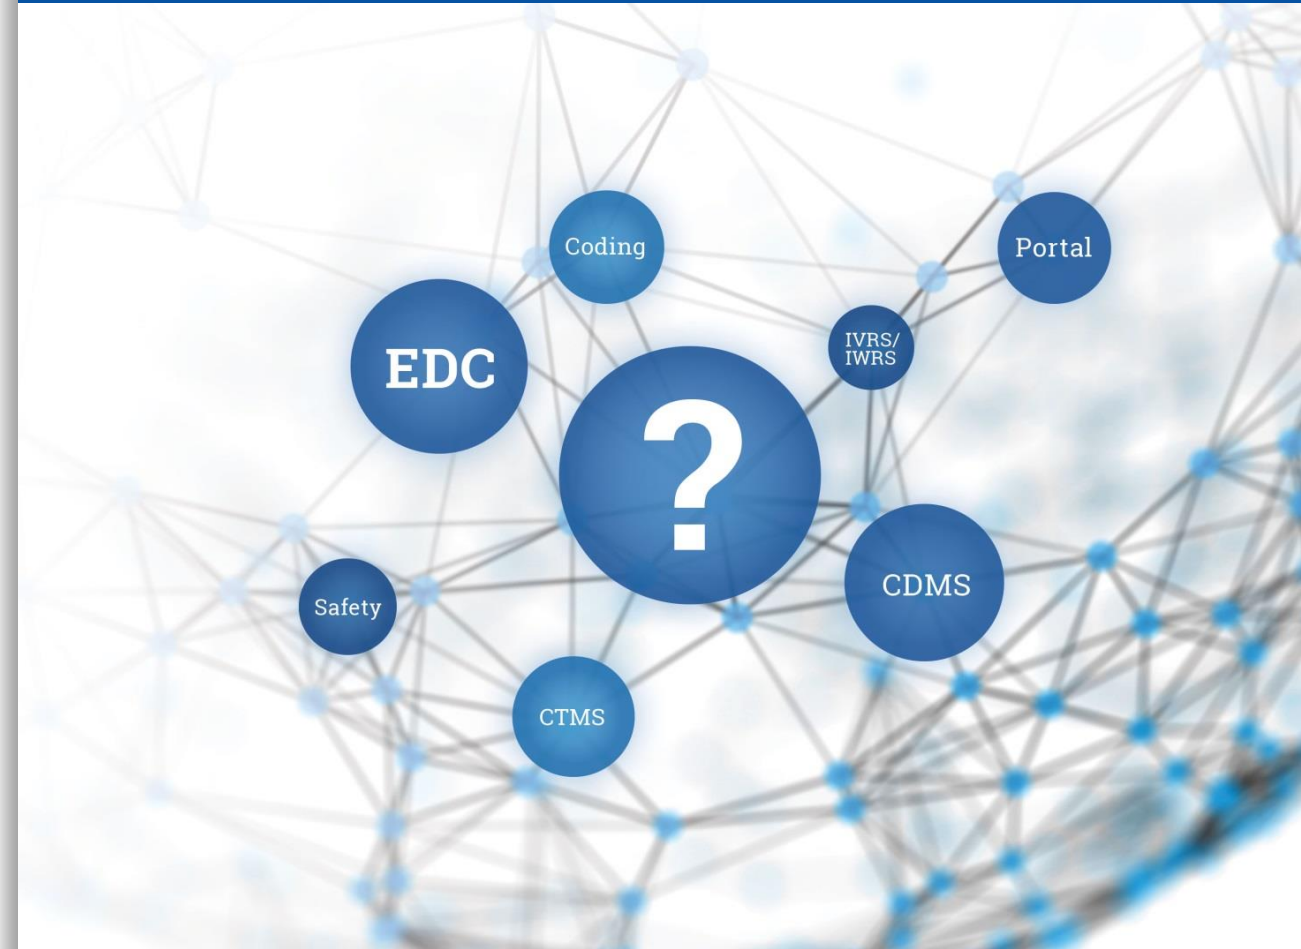 Coding
Portal
IVRS/
IWRS
EDC
?
CDMS
Safety
CTMS